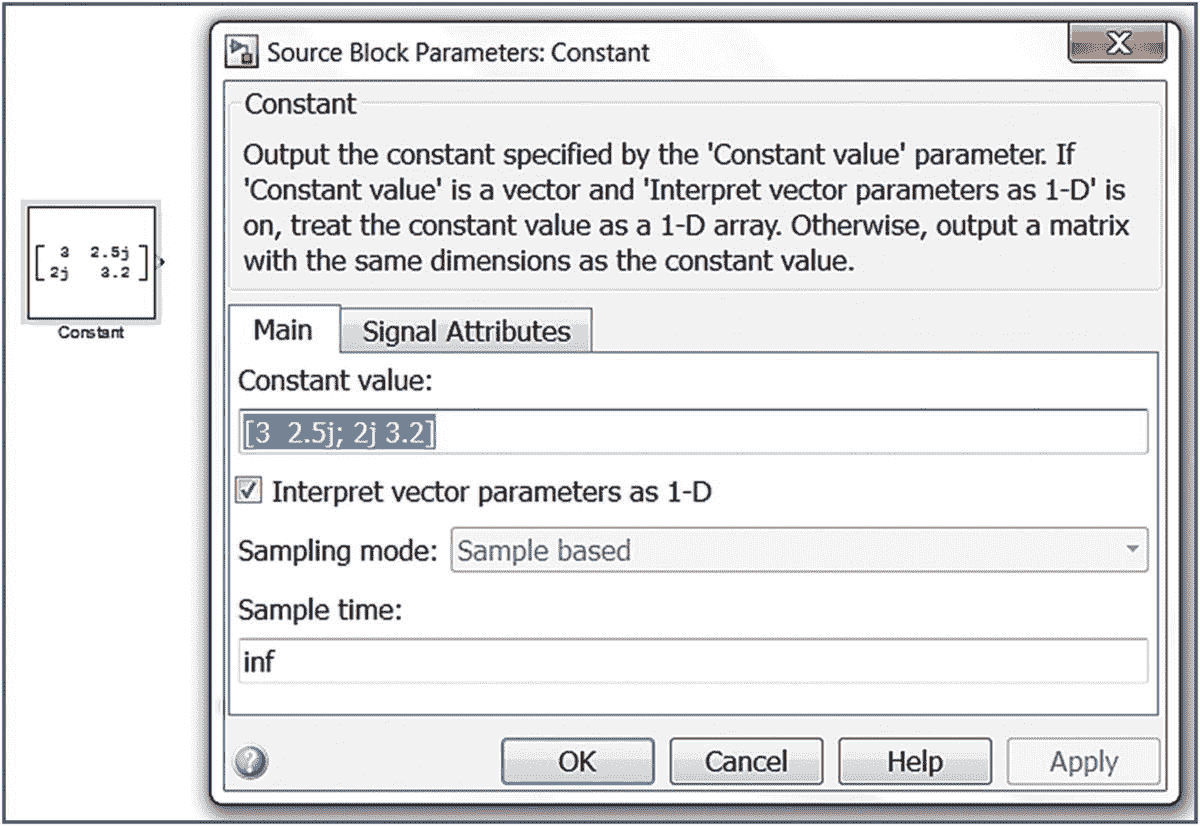 Source Block Parameters: Constant
X
Constant
Output the constant specified by the 'Constant value' parameter. If
'Constant value' is a vector and 'Interpret vector parameters as 1-D' is
on, treat the constant value as a 1-D array. Otherwise, output a matrix
with the same dimensions as the constant value.
[ 3 2.5j ]
[ 2j 3.2 ]
Constant
Main
Signal Attributes
Constant value:
[3  2.5j; 2j 3.2]
Interpret vector parameters as 1-D
Sampling mode: Sample based
Sample time:
inf
?
OK
Cancel
Help
Apply